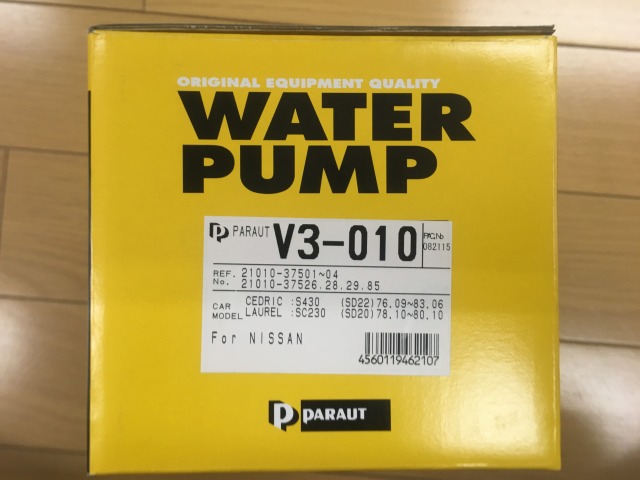 ORIGINAL EQUIPMENT QUALITY
WATER
PUMP
PARAUT V3-010 PAC,No 082115
REF. 21010-37501~04
No. 21010-37526.28.29.85
CAR MODEL CEDRIC :S430 (SD22)76.09~83.06
LAUREL :SC230 (SD20)78.10~80.10
For NISSAN
4560119462107
PARAUT